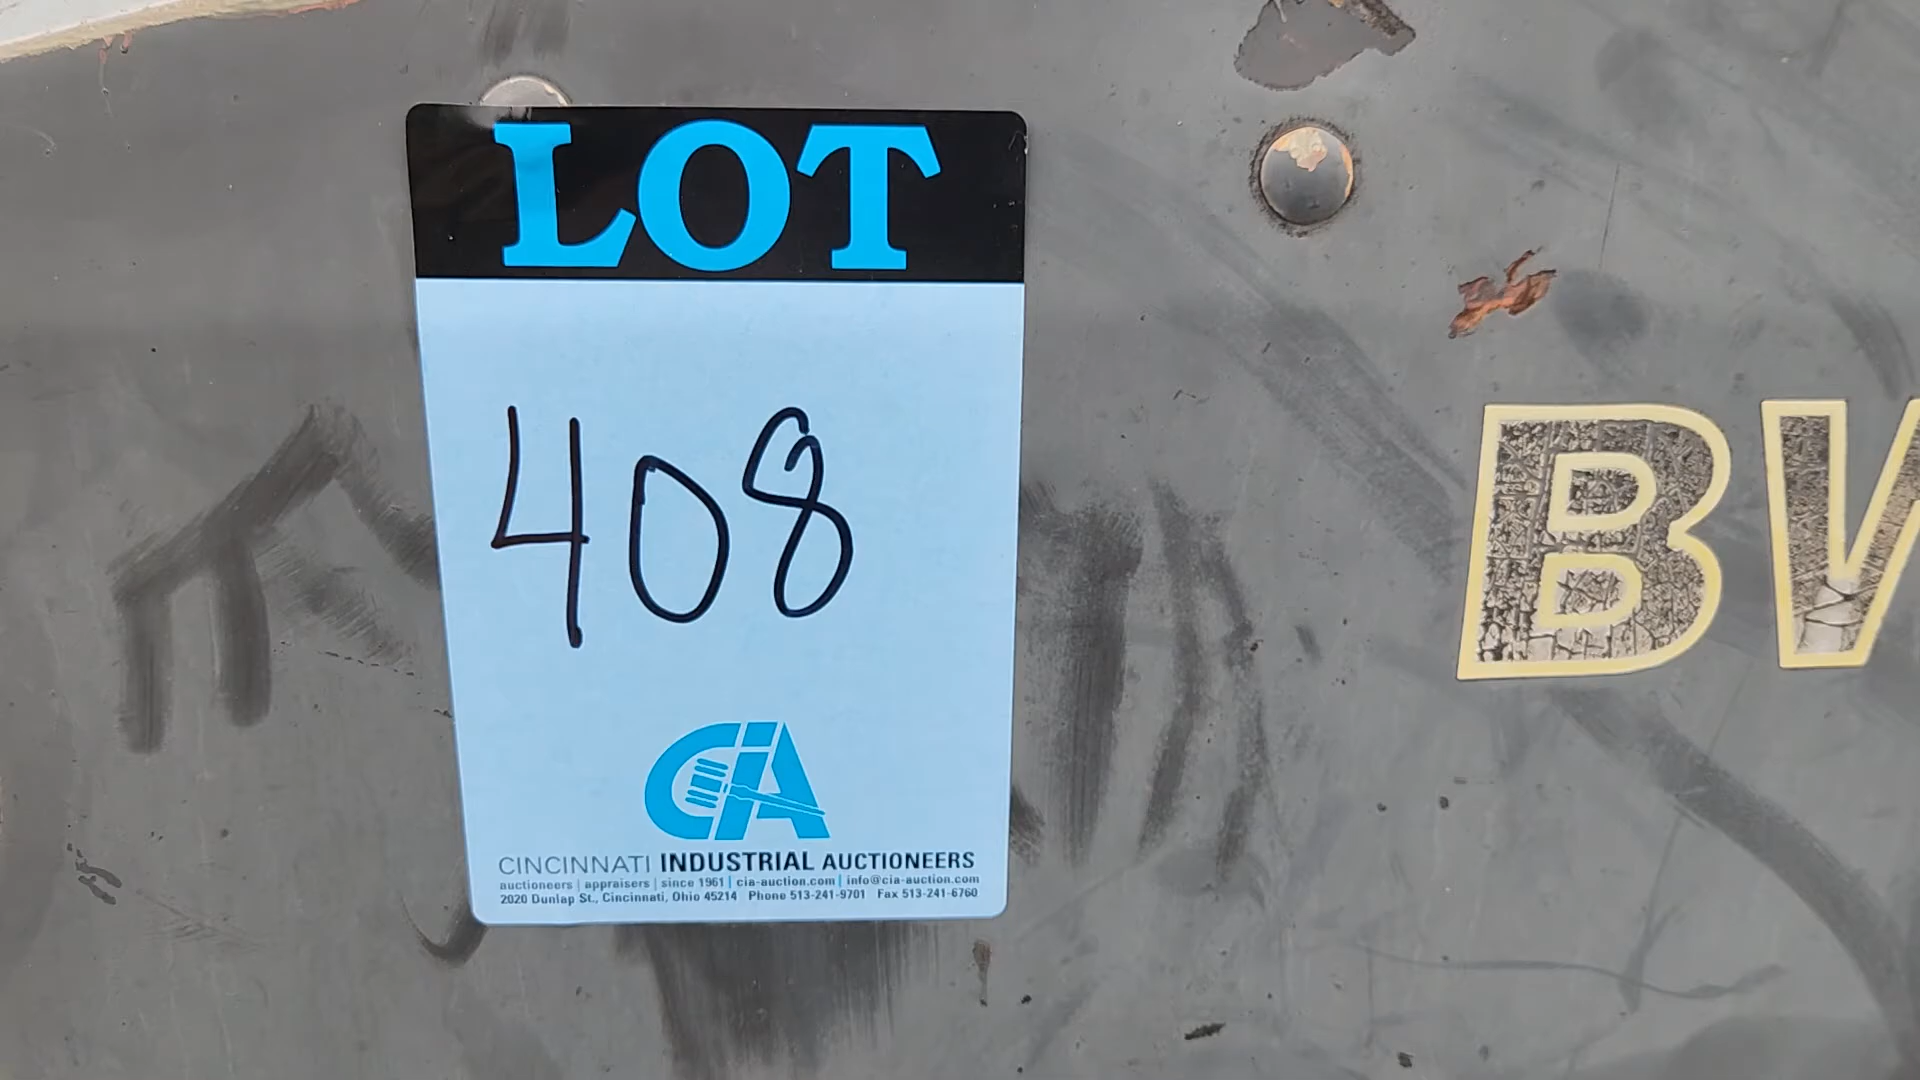 LOT
408
CIA
CINCINNATI INDUSTRIAL AUCTIONEERS
auctioneers | appraisers | since 1961 | cia-auction.com | info@cia-auction.com
2020 Dunlap St., Cincinnati, Ohio 45214 Phone 513-241-9701 Fax 513-241-6760